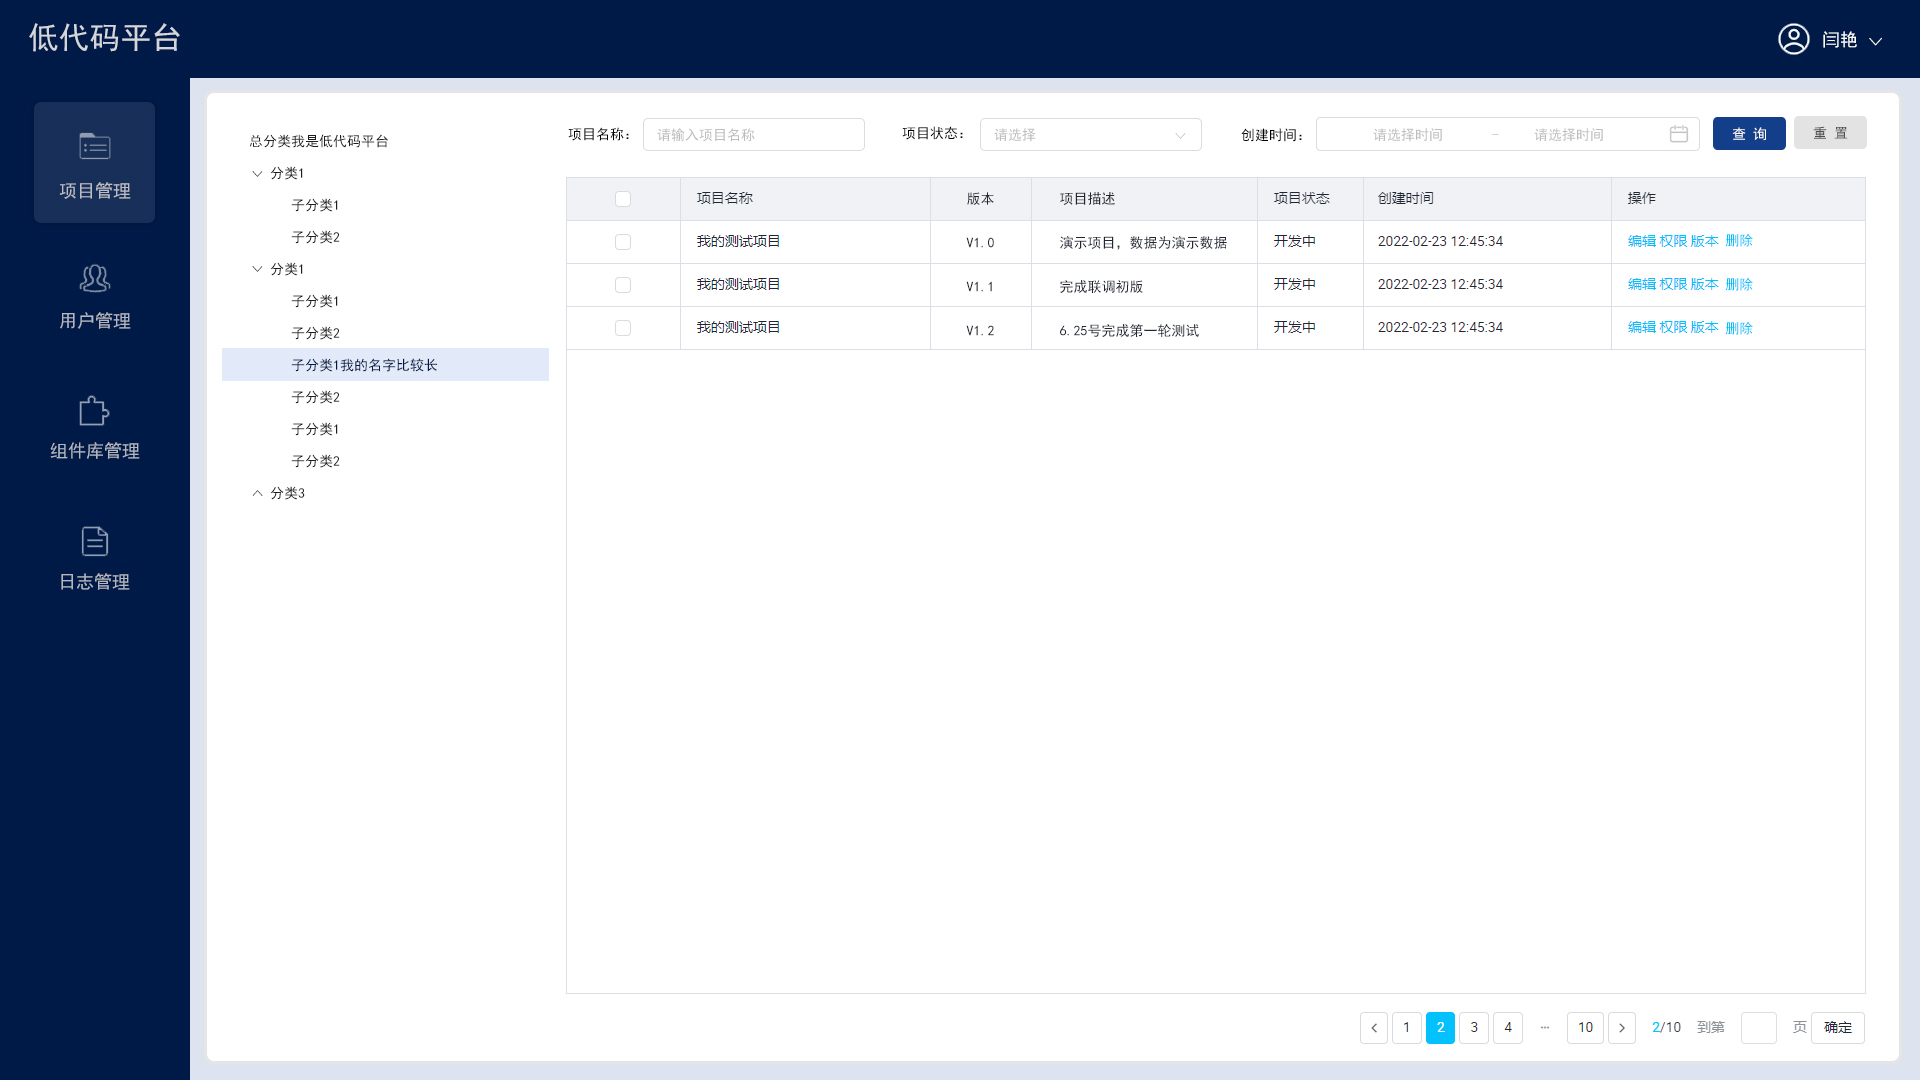 低代码平台
闫艳
项目管理
用户管理
组件库管理
日志管理
总分类我是低代码平台
分类1
子分类1
子分类2
分类1
子分类1
子分类2
子分类1我的名字比较长
子分类2
子分类1
子分类2
分类3
项目名称： 请输入项目名称 项目状态： 请选择 创建时间： 请选择时间 － 请选择时间 查 询 重 置
项目名称 版本 项目描述 项目状态 创建时间 操作
我的测试项目 V1.0 演示项目，数据为演示数据 开发中 2022-02-23 12:45:34 编辑 权限 版本 删除
我的测试项目 V1.1 完成联调初版 开发中 2022-02-23 12:45:34 编辑 权限 版本 删除
我的测试项目 V1.2 6.25号完成第一轮测试 开发中 2022-02-23 12:45:34 编辑 权限 版本 删除
1 2 3 4 ··· 10 2/10 到第 页 确定